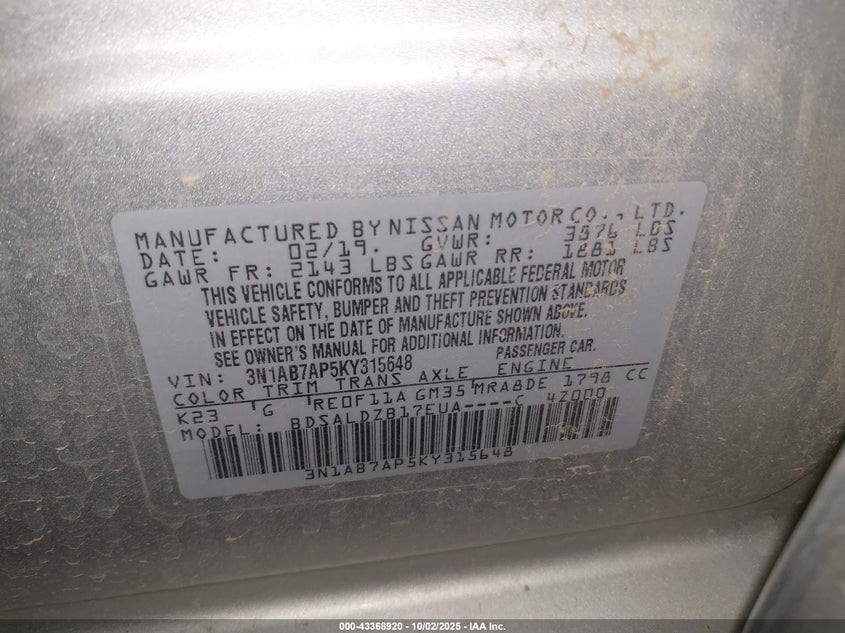 MANUFACTURED BY NISSAN MOTOR CO., LTD.
DATE: 02/19. GVWR: 3976 LBS
GAWR FR: 2143 LBS GAWR RR: 1881 LBS
THIS VEHICLE CONFORMS TO ALL APPLICABLE FEDERAL MOTOR
VEHICLE SAFETY, BUMPER AND THEFT PREVENTION STANDARDS
IN EFFECT ON THE DATE OF MANUFACTURE SHOWN ABOVE.
SEE OWNER'S MANUAL FOR ADDITIONAL INFORMATION.
VIN: 3N1AB7AP5KY315648 PASSENGER CAR.
COLOR TRIM TRANS AXLE ENGINE
K23 G RE0F11A GM35 MRA8DE 1798 CC
MODEL: BDSALDZB17EUA----C 4Z000
3N1AB7AP5KY315648
000-43368920 | 10/02/2025 - IAA Inc.